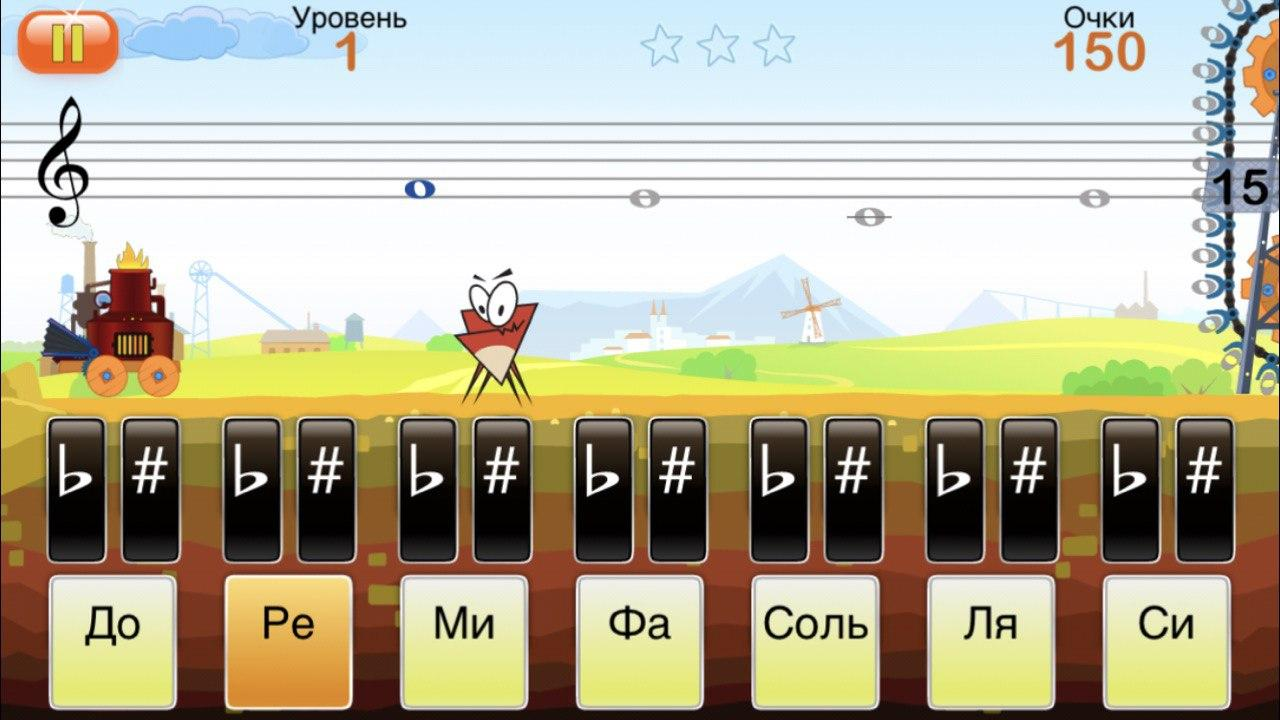 Уровень
1
Очки
150
15
♭ # ♭ # ♭ # ♭ # ♭ # ♭ # ♭ #
До Ре Ми Фа Соль Ля Си